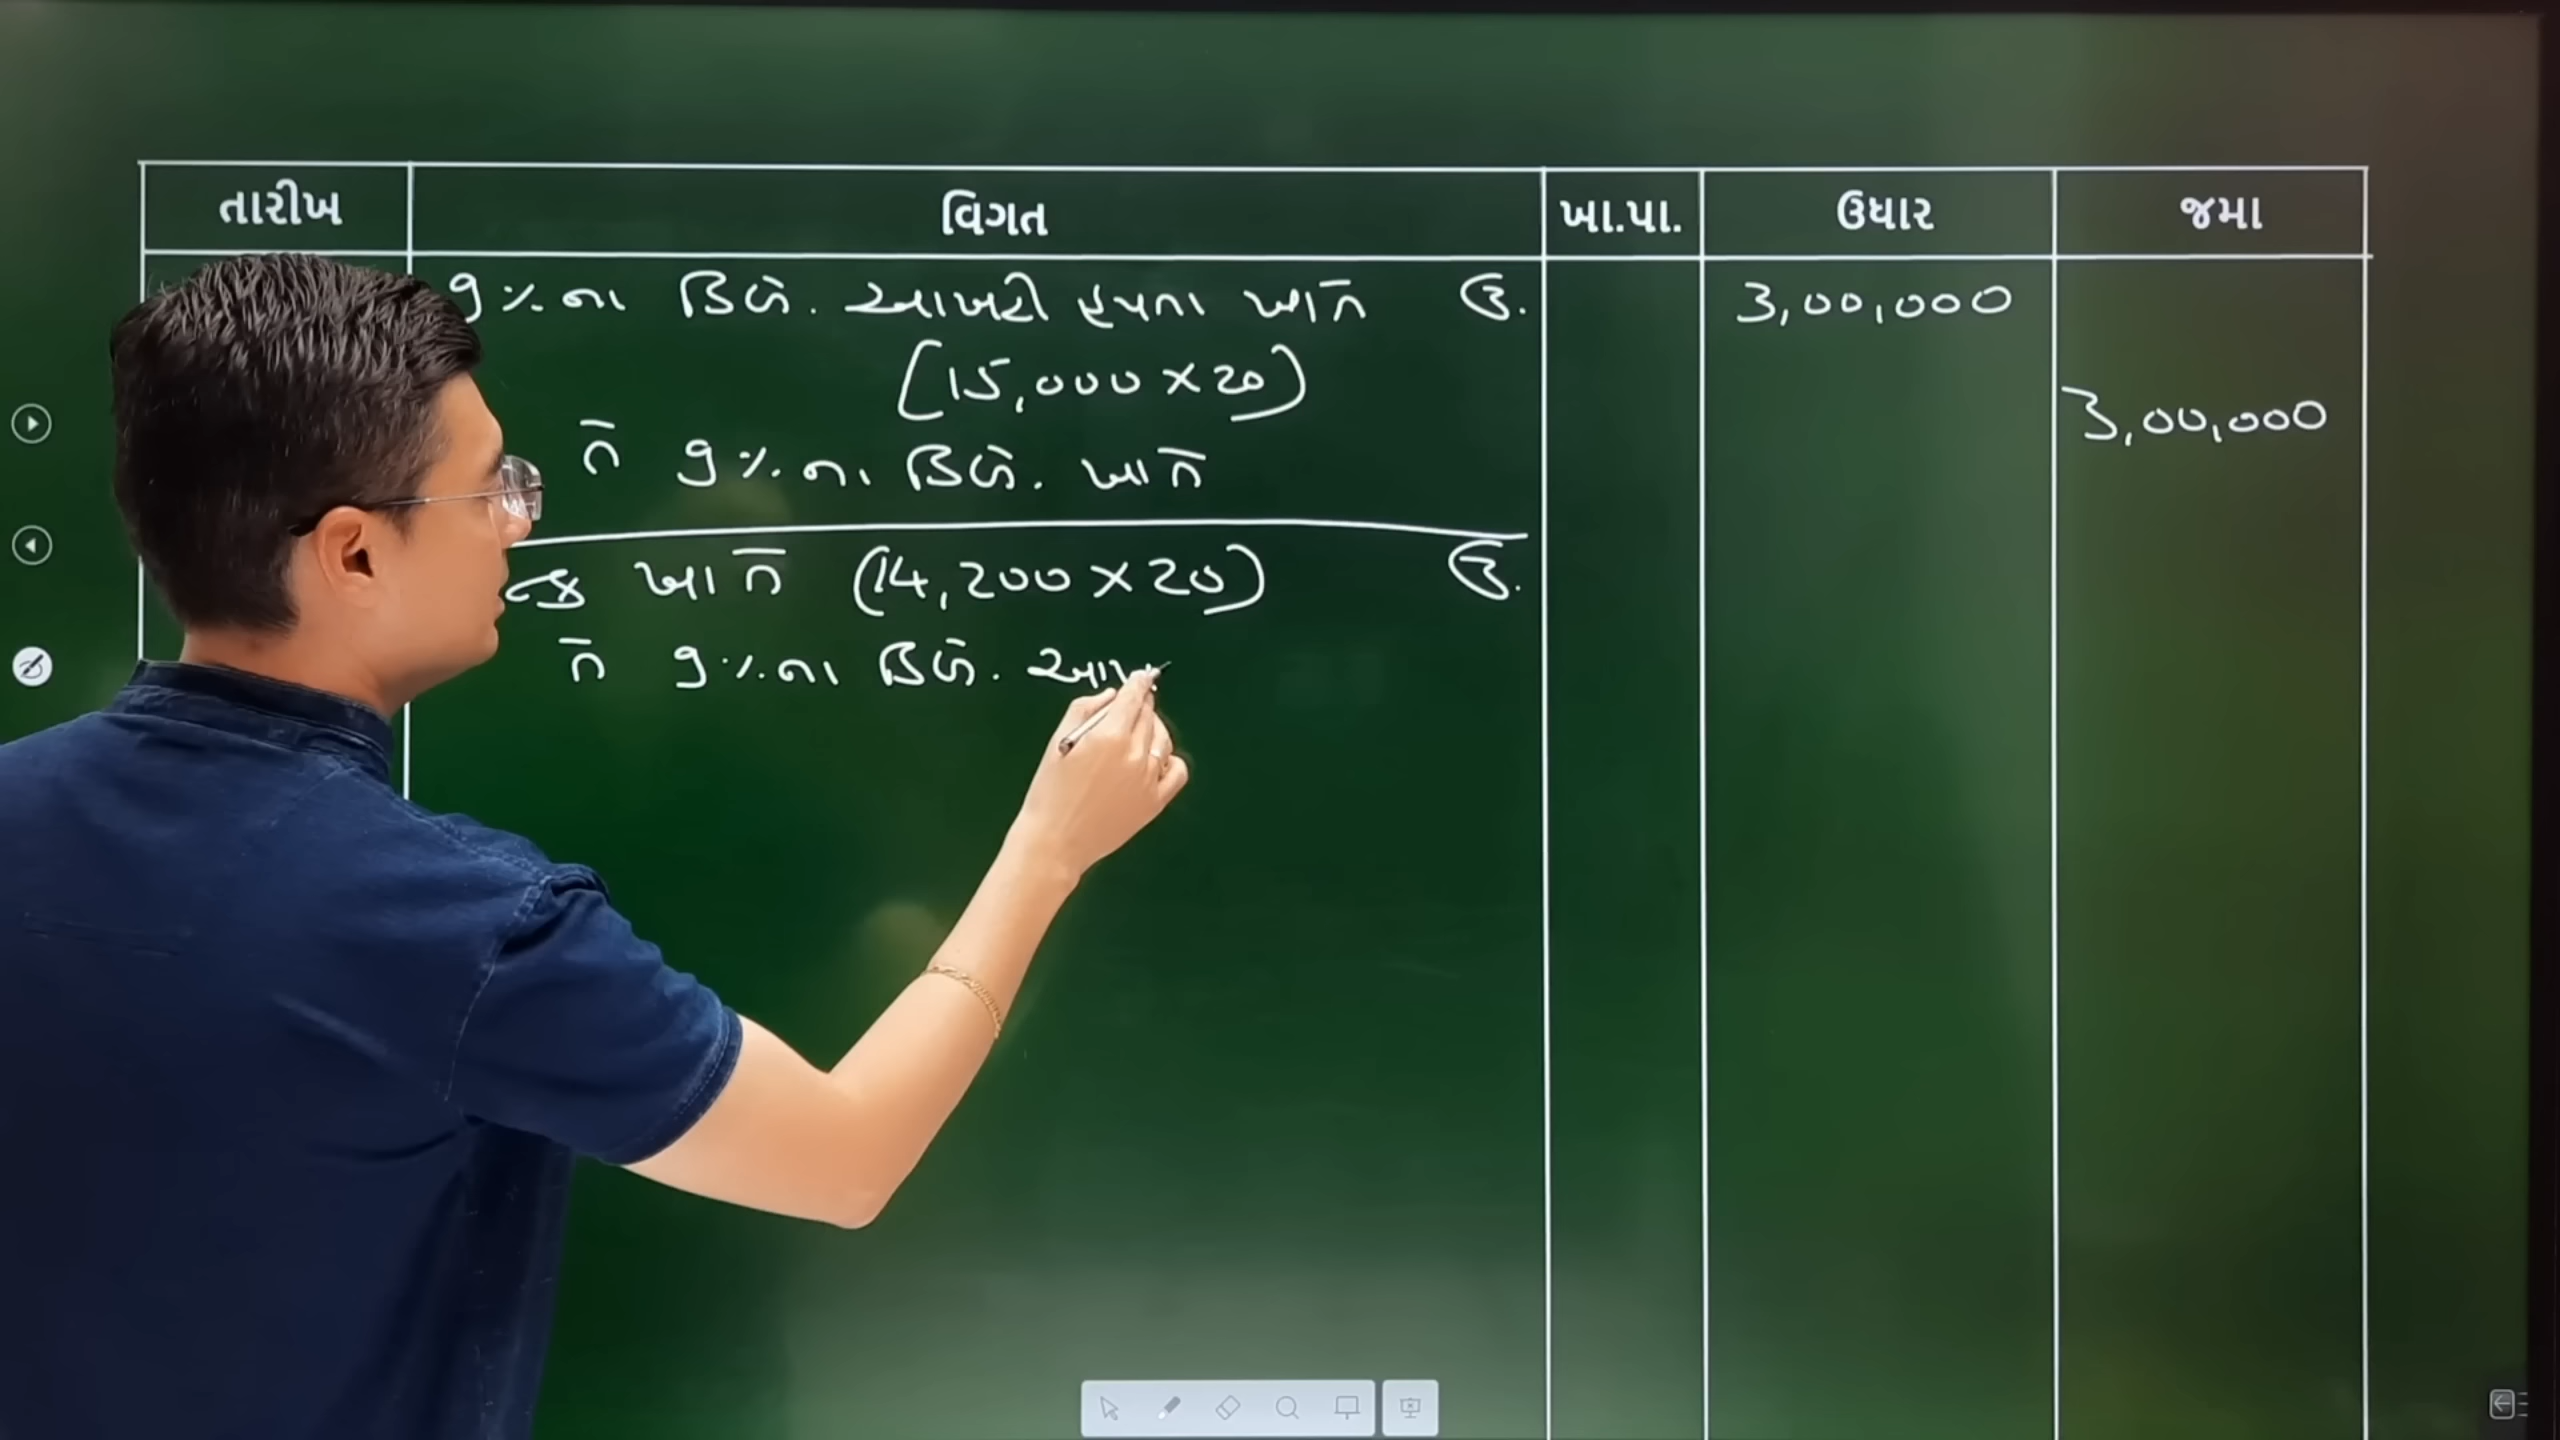 તારીખ વિગત ખા.પા. ઉધાર જમા
9%ના ડિબે. આખરી હપતા ખાતે ઉ. 3,00,000
[15,000 × 20)
3,00,000
તે 9%ના ડિબે. ખાતે
ખાતે (14,200 × 20) ઉ.
તે 9%ના ડિબે.